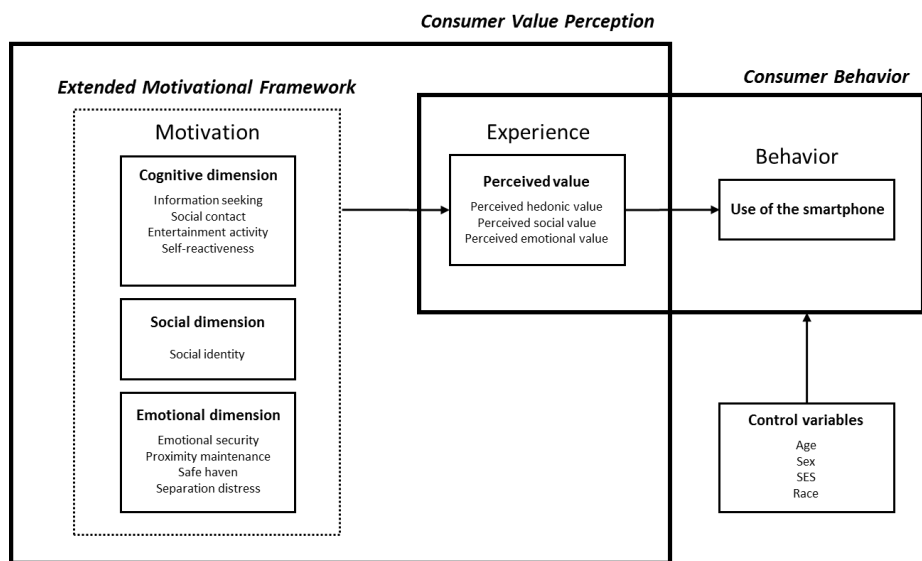 Consumer Value Perception
Extended Motivational Framework
Consumer Behavior
Motivation
Cognitive dimension
Information seeking
Social contact
Entertainment activity
Self-reactiveness
Social dimension
Social identity
Emotional dimension
Emotional security
Proximity maintenance
Safe haven
Separation distress
Experience
Perceived value
Perceived hedonic value
Perceived social value
Perceived emotional value
Behavior
Use of the smartphone
Control variables
Age
Sex
SES
Race